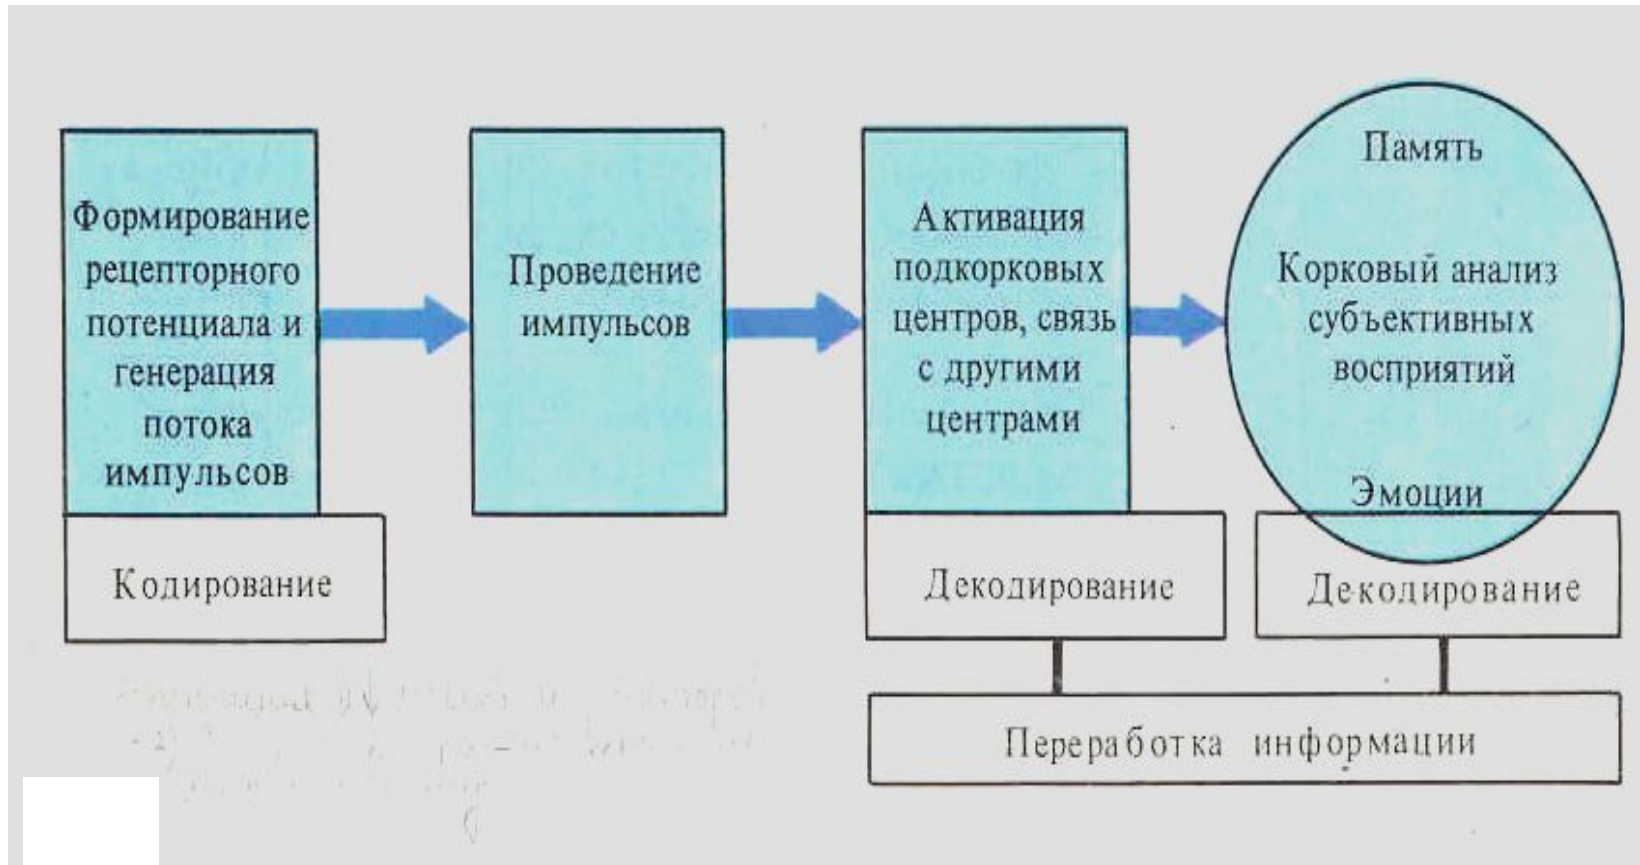 Формирование
рецепторного
потенциала и
генерация
потока
импульсов
Кодирование
Проведение
импульсов
Активация
подкорковых
центров, связь
с другими
центрами
Декодирование
Память
Корковый анализ
субъективных
восприятий
Эмоции
Декодирование
Переработка информации